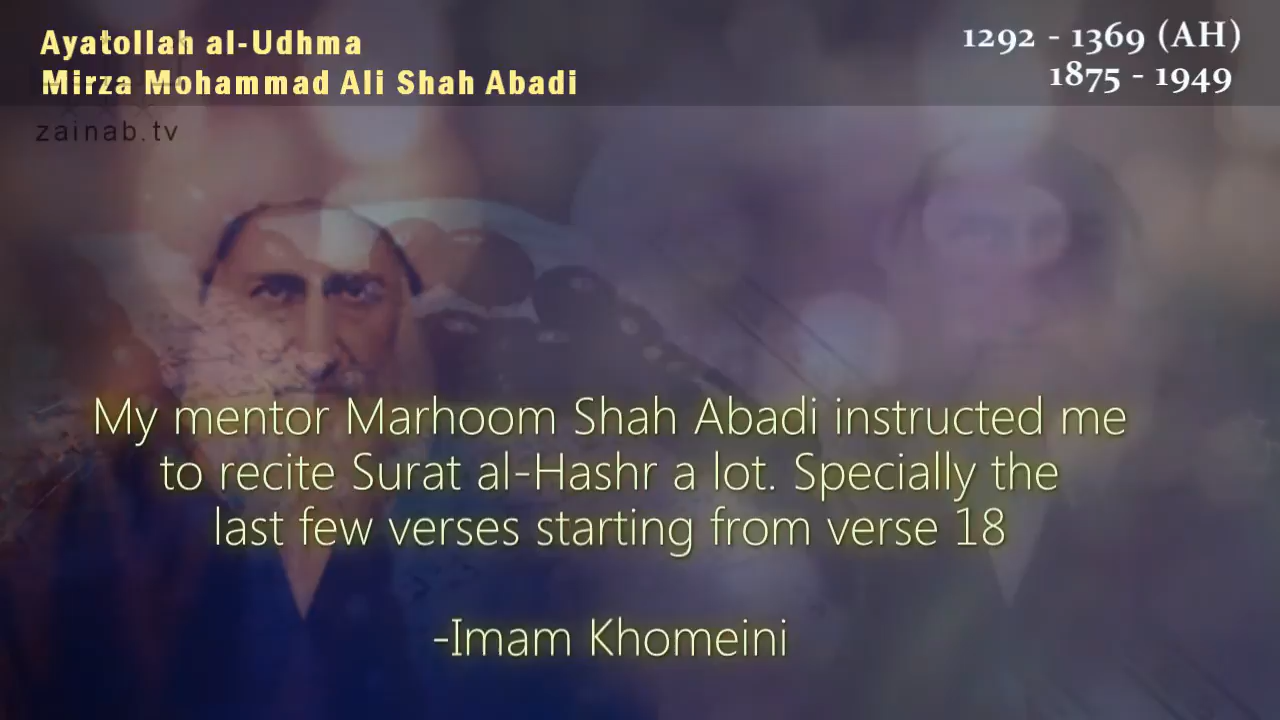 Ayatollah al-Udhma
Mirza Mohammad Ali Shah Abadi
1292 - 1369 (AH)
1875 - 1949
zainab.tv
My mentor Marhoom Shah Abadi instructed me
to recite Surat al-Hashr a lot. Specially the
last few verses starting from verse 18
-Imam Khomeini